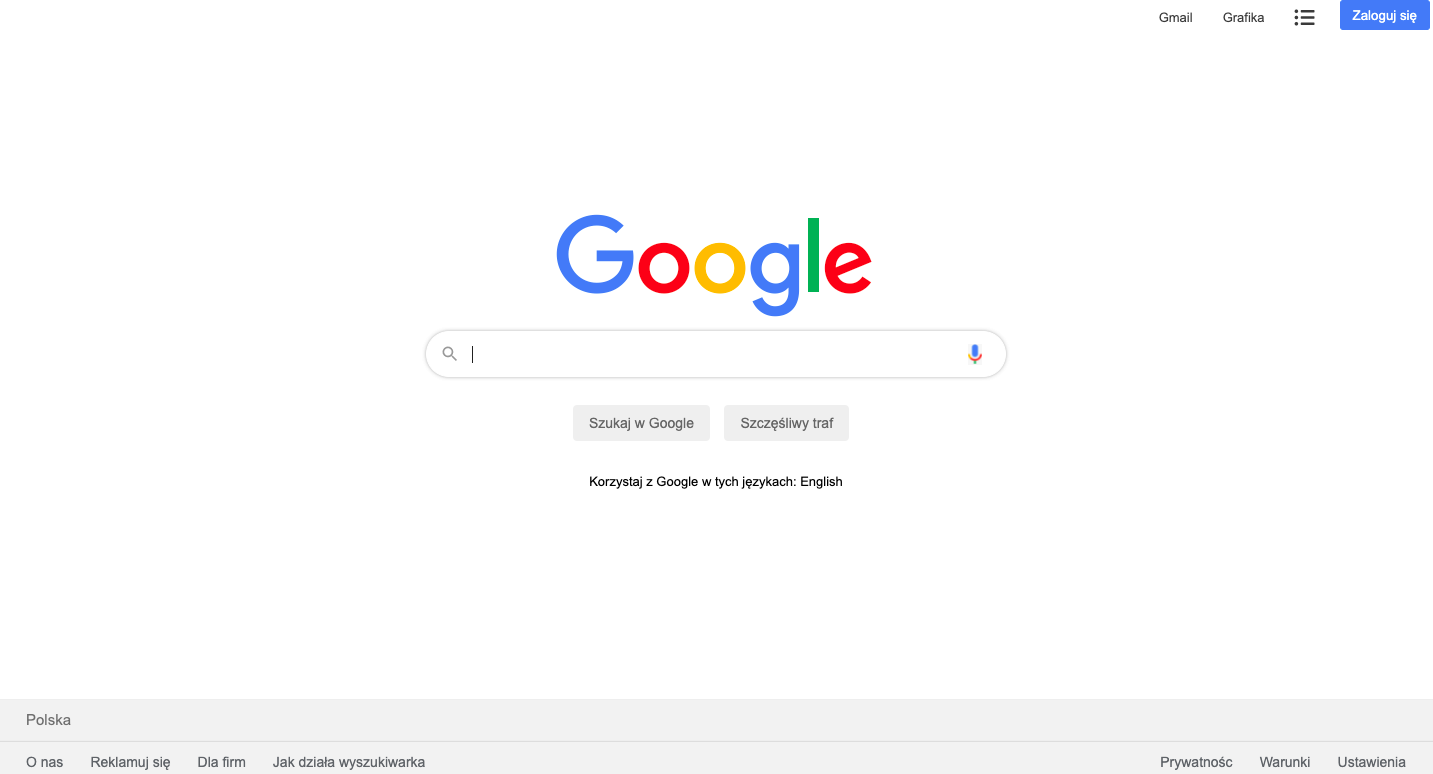 Gmail Grafika Zaloguj się
Google
Szukaj w Google Szczęśliwy traf
Korzystaj z Google w tych językach: English
Polska
O nas Reklamuj się Dla firm Jak działa wyszukiwarka Prywatnośc Warunki Ustawienia